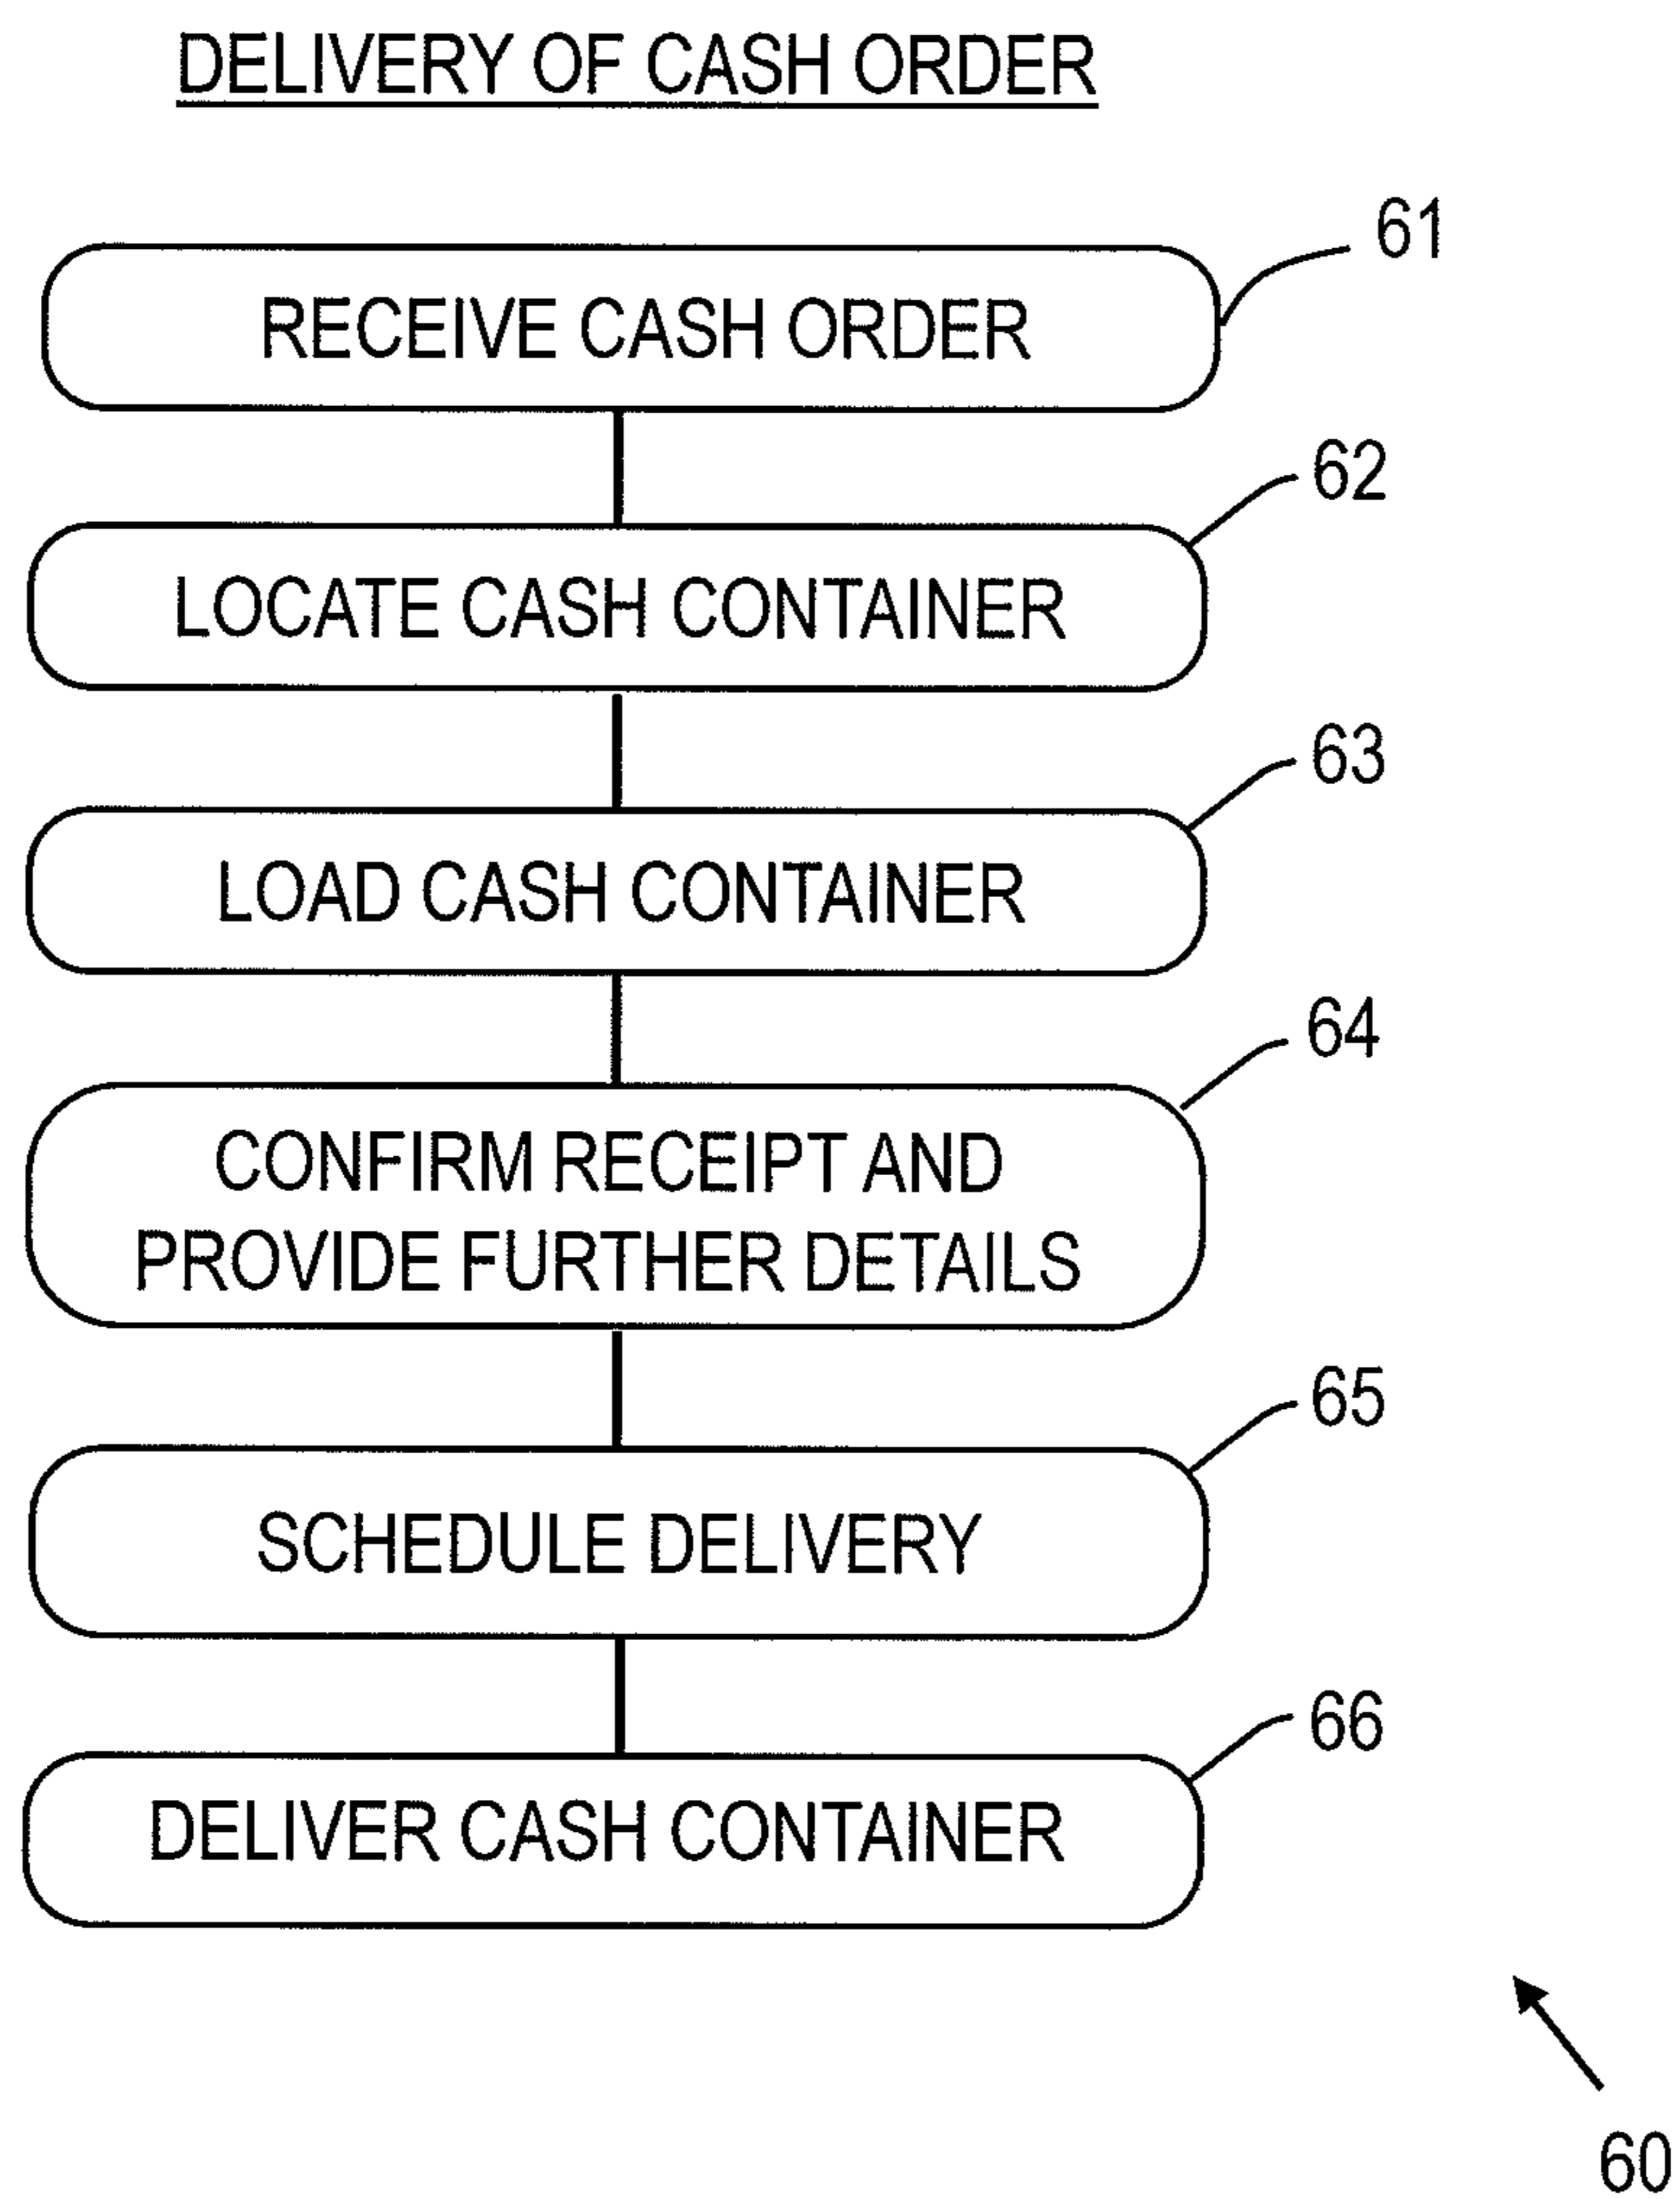 DELIVERY OF CASH ORDER
61
RECEIVE CASH ORDER
62
LOCATE CASH CONTAINER
63
LOAD CASH CONTAINER
64
CONFIRM RECEIPT AND
PROVIDE FURTHER DETAILS
65
SCHEDULE DELIVERY
66
DELIVER CASH CONTAINER
60